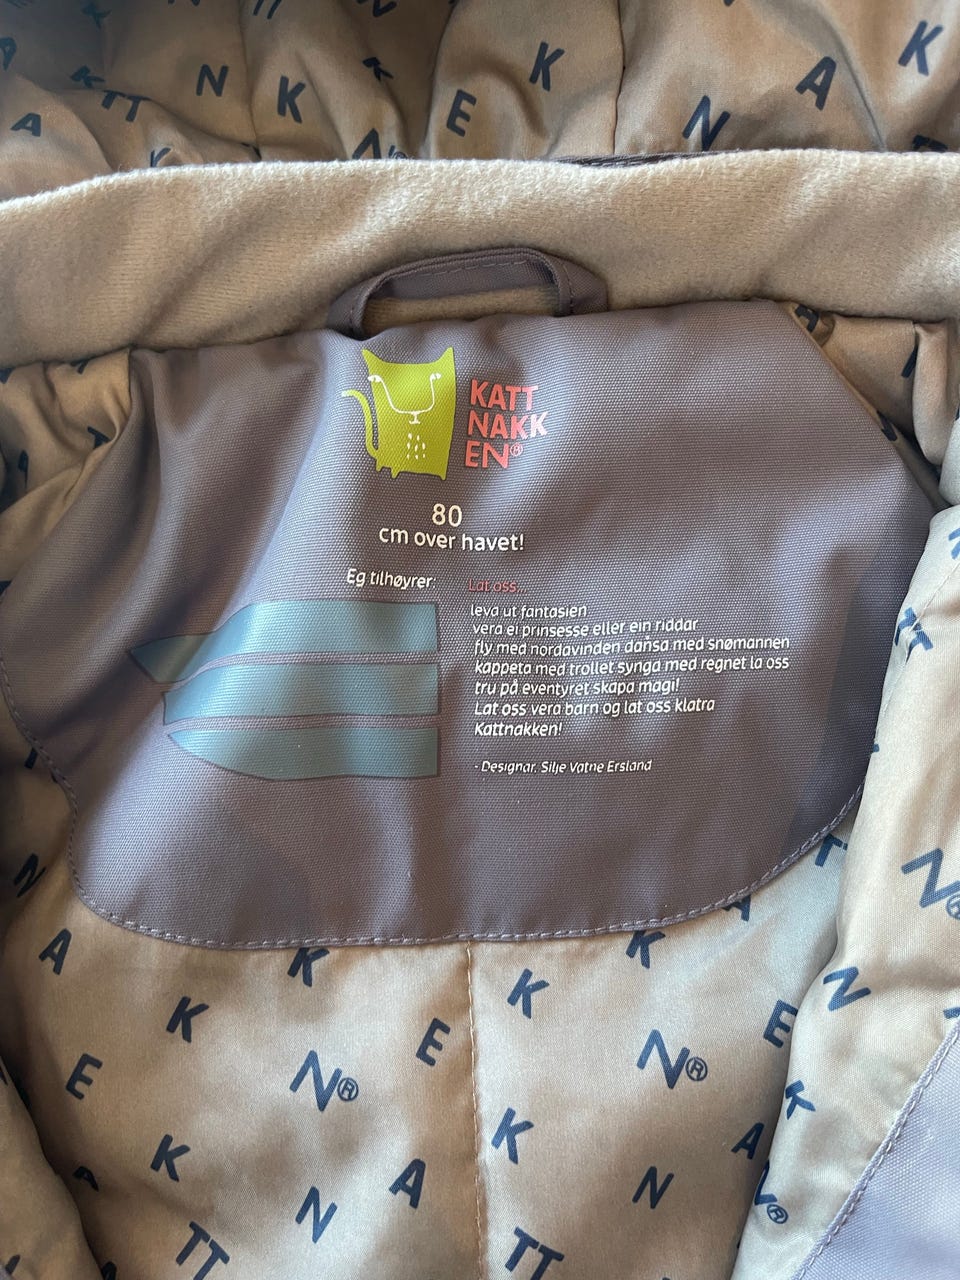 KATT
NAKK
EN®
80
cm over havet!
Eg tilhøyrer:
Lat oss...
leva ut fantasien
vera ei prinsesse eller ein riddar
fly med nordavinden dansa med snømannen
kappeta med trollet synga med regnet la oss
tru på eventyret skapa magi!
Lat oss vera barn og lat oss klatra
Kattnakken!
- Designar, Silje Vatne Ersland